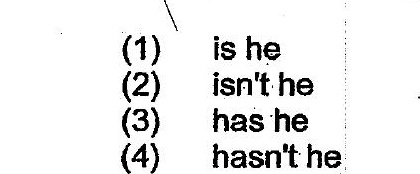 (1) is he
(2) isn't he
(3) has he
(4) hasn't he